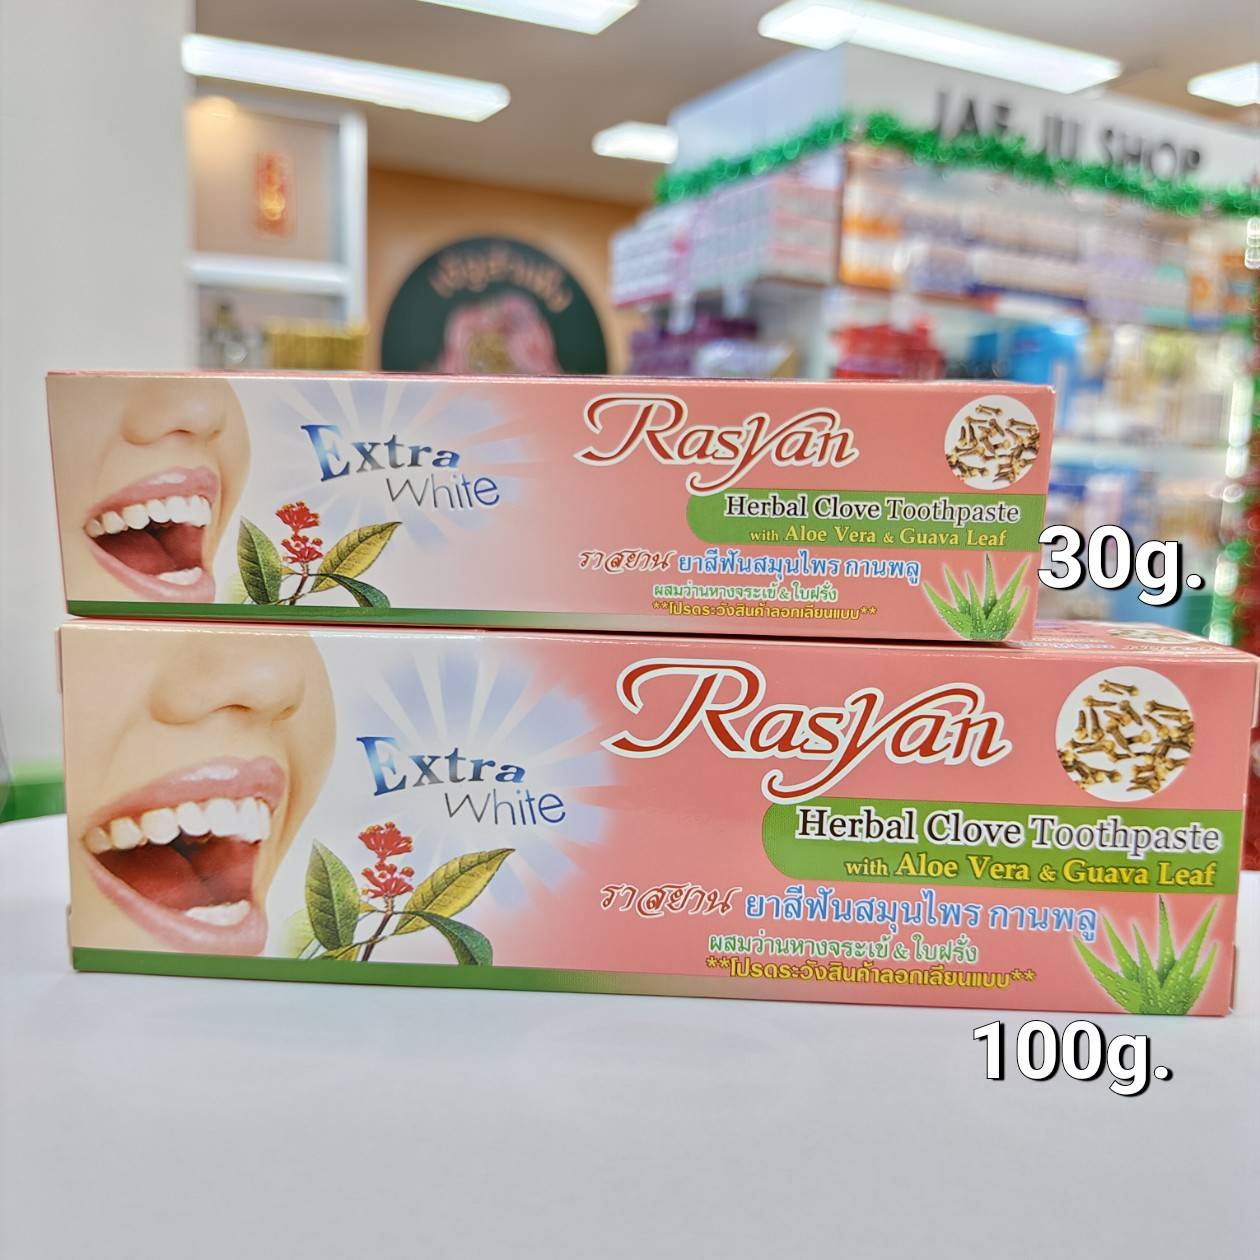 JAE JU SHOP
Extra
White
Rasyan
Herbal Clove Toothpaste
with Aloe Vera & Guava Leaf
ราสยาน ยาสีฟันสมุนไพร กานพลู
ผสมว่านหางจระเข้ & ใบฝรั่ง
**โปรดระวังสินค้าลอกเลียนแบบ**
30g.
Extra
White
Rasyan
Herbal Clove Toothpaste
with Aloe Vera & Guava Leaf
ราสยาน ยาสีฟันสมุนไพร กานพลู
ผสมว่านหางจระเข้ & ใบฝรั่ง
**โปรดระวังสินค้าลอกเลียนแบบ**
100g.